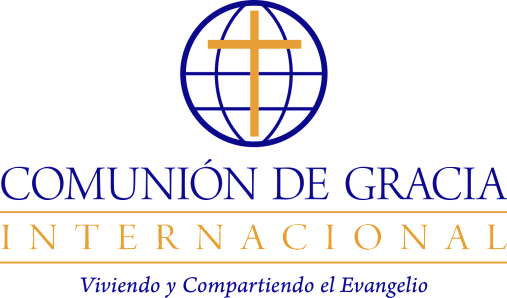 COMUNIÓN DE GRACIA
INTERNACIONAL
Viviendo y Compartiendo el Evangelio